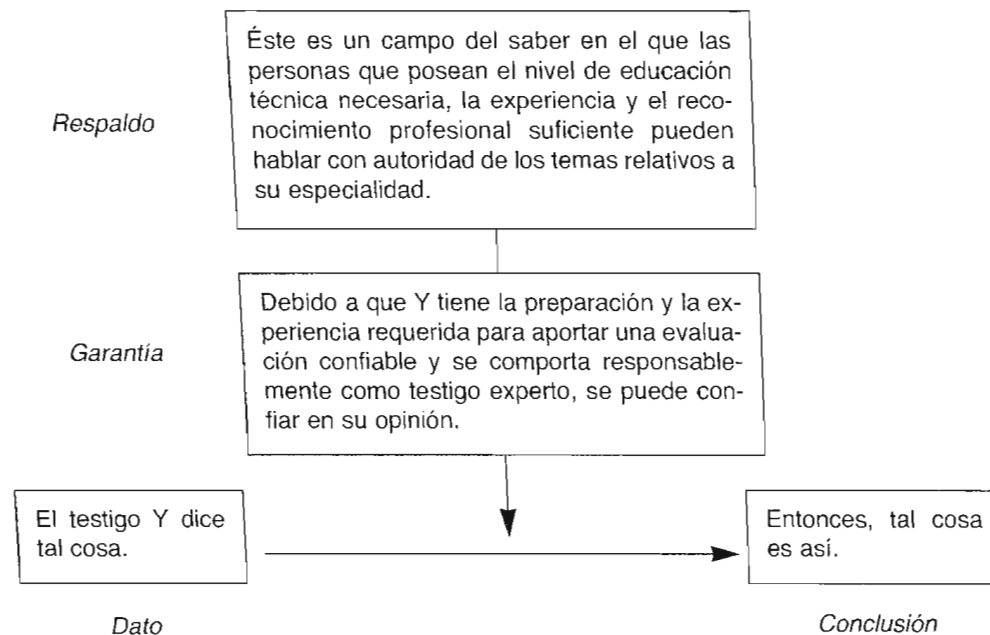 Éste es un campo del saber en el que las
personas que posean el nivel de educación
técnica necesaria, la experiencia y el reco-
nocimiento profesional suficiente pueden
hablar con autoridad de los temas relativos a
su especialidad.
Respaldo
Debido a que Y tiene la preparación y la ex-
periencia requerida para aportar una evalua-
ción confiable y se comporta responsable-
mente como testigo experto, se puede con-
fiar en su opinión.
Garantía
El testigo Y dice
tal cosa.
Entonces, tal cosa
es así.
Dato
Conclusión